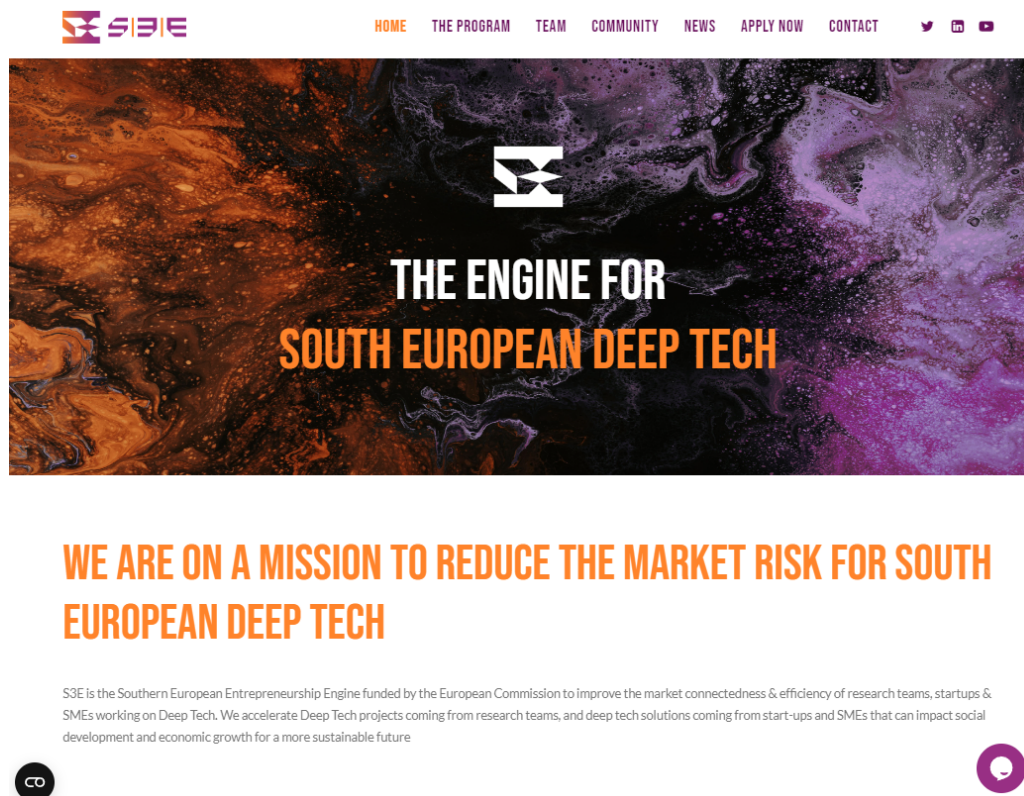 S|3|E
HOME THE PROGRAM TEAM COMMUNITY NEWS APPLY NOW CONTACT
THE ENGINE FOR
SOUTH EUROPEAN DEEP TECH
WE ARE ON A MISSION TO REDUCE THE MARKET RISK FOR SOUTH
EUROPEAN DEEP TECH
S3E is the Southern European Entrepreneurship Engine funded by the European Commission to improve the market connectedness & efficiency of research teams, startups &
SMEs working on Deep Tech. We accelerate Deep Tech projects coming from research teams, and deep tech solutions coming from start-ups and SMEs that can impact social
development and economic growth for a more sustainable future